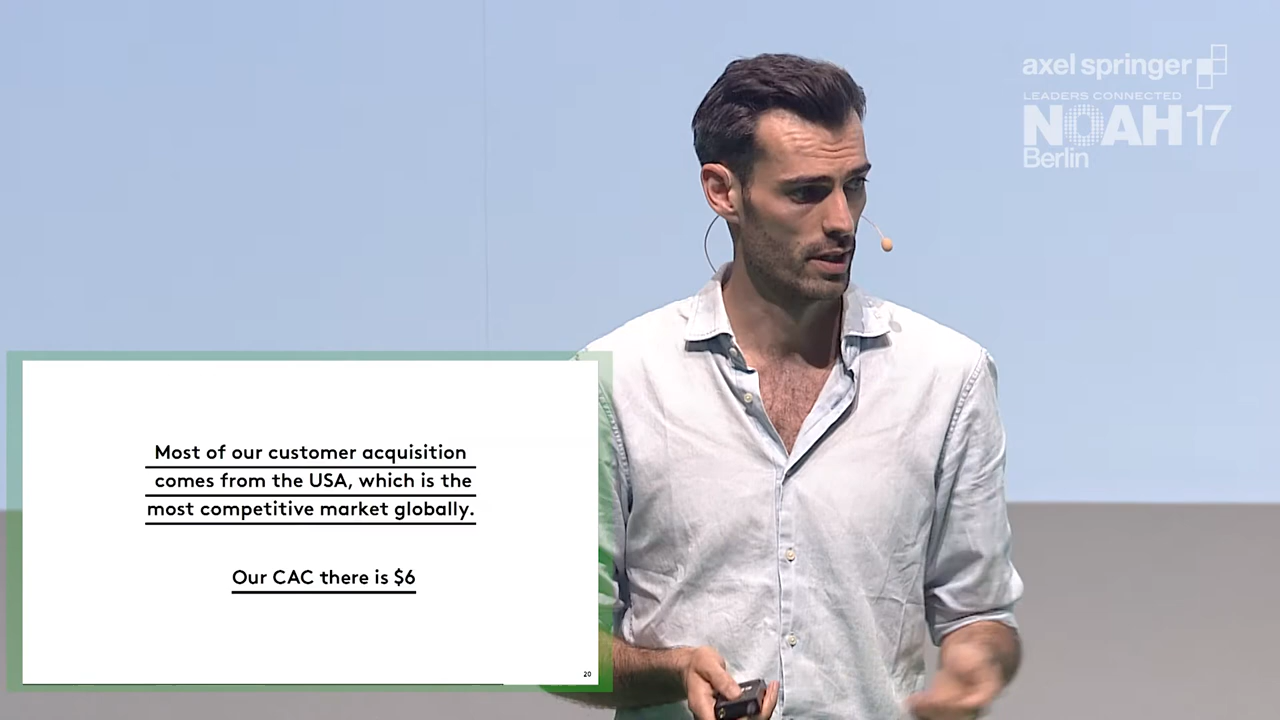 axel springer
LEADERS CONNECTED
NOAH17
Berlin
Most of our customer acquisition
comes from the USA, which is the
most competitive market globally.
Our CAC there is $6
20